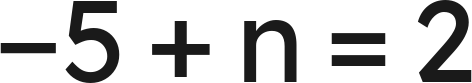 −5 + n = 2